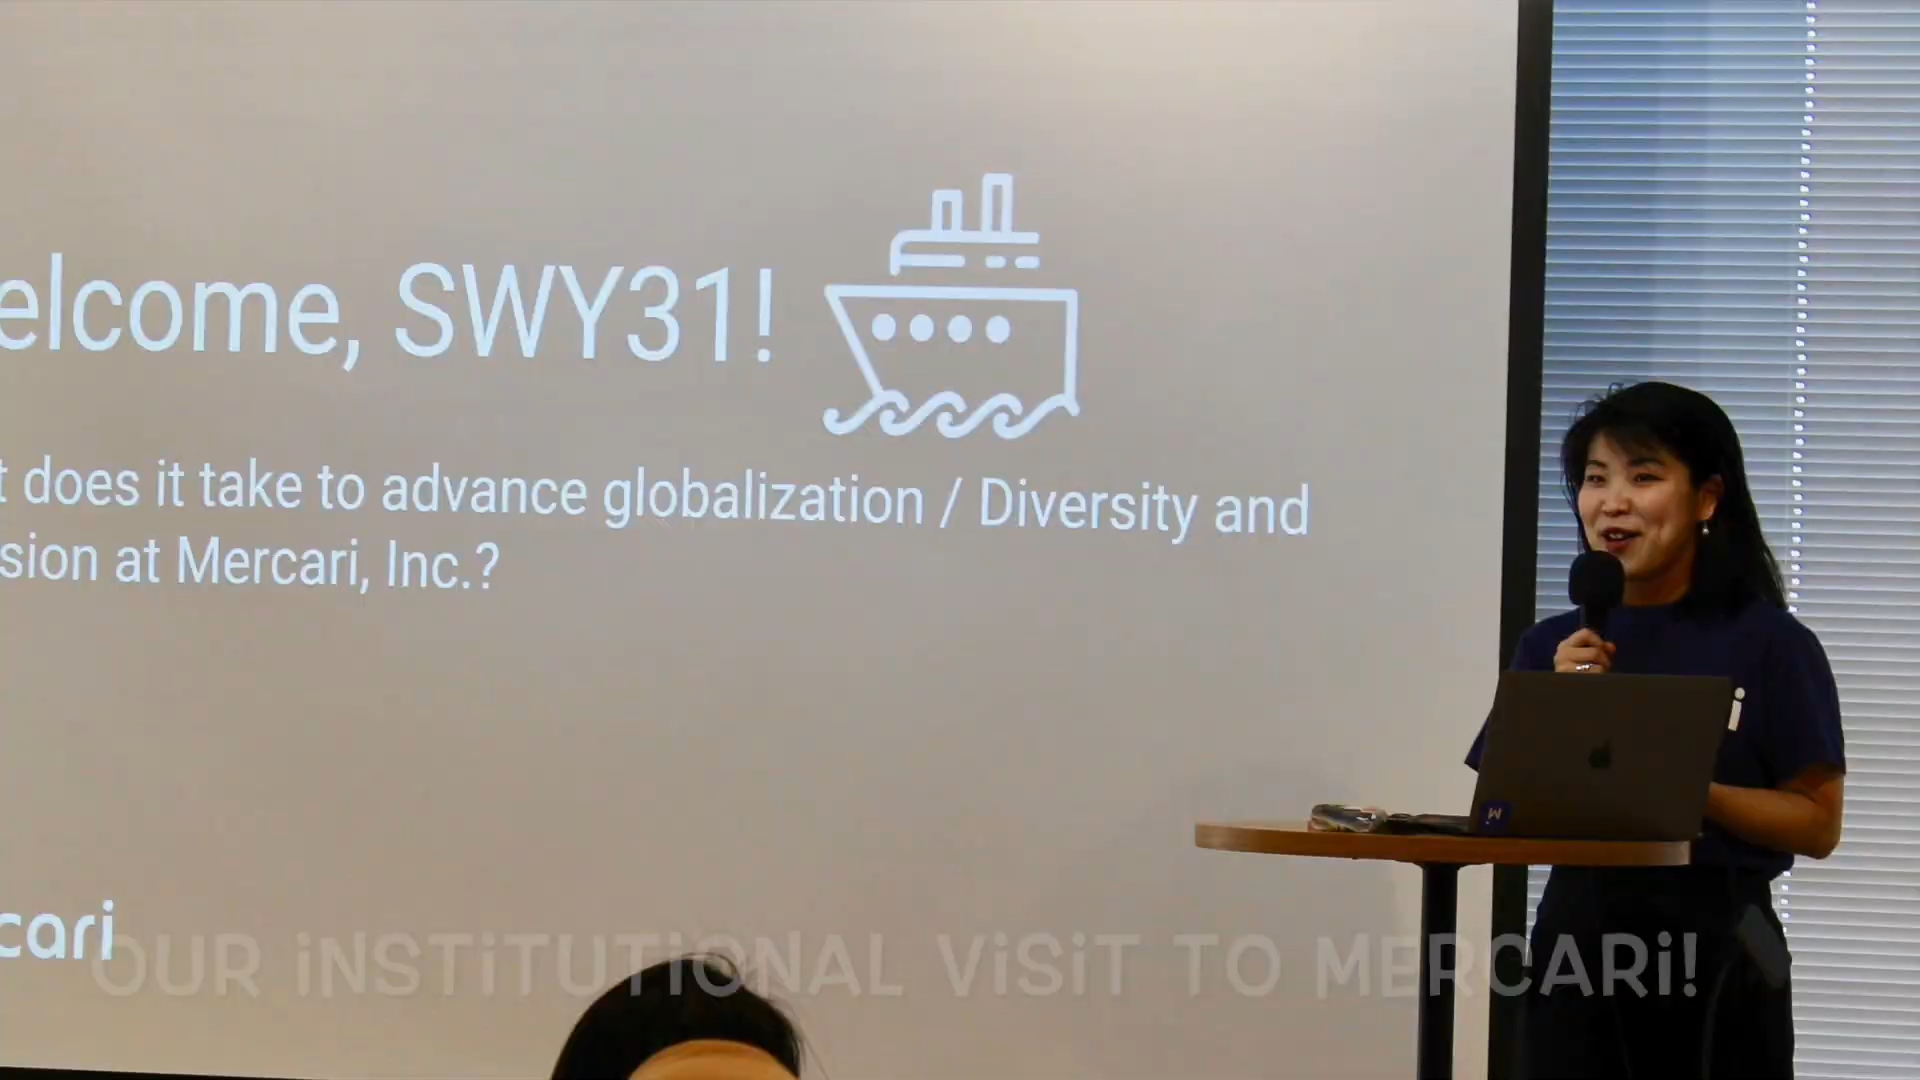 elcome, SWY31!
t does it take to advance globalization / Diversity and
sion at Mercari, Inc.?
cari
OUR iNSTiTUTiONAL ViSiT TO MERCARi!